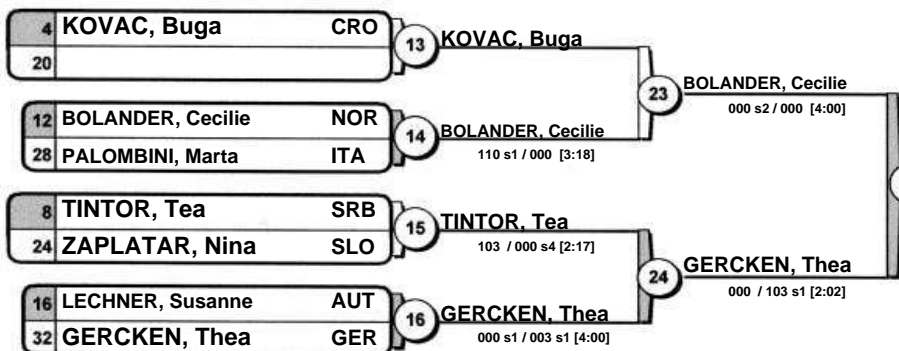 4 KOVAC, Buga CRO
20
13 KOVAC, Buga
12 BOLANDER, Cecilie NOR
28 PALOMBINI, Marta ITA
14 BOLANDER, Cecilie
110 s1 / 000 [3:18]
23 BOLANDER, Cecilie
000 s2 / 000 [4:00]
8 TINTOR, Tea SRB
24 ZAPLATAR, Nina SLO
15 TINTOR, Tea
103 / 000 s4 [2:17]
16 LECHNER, Susanne AUT
32 GERCKEN, Thea GER
16 GERCKEN, Thea
000 s1 / 003 s1 [4:00]
24 GERCKEN, Thea
000 / 103 s1 [2:02]